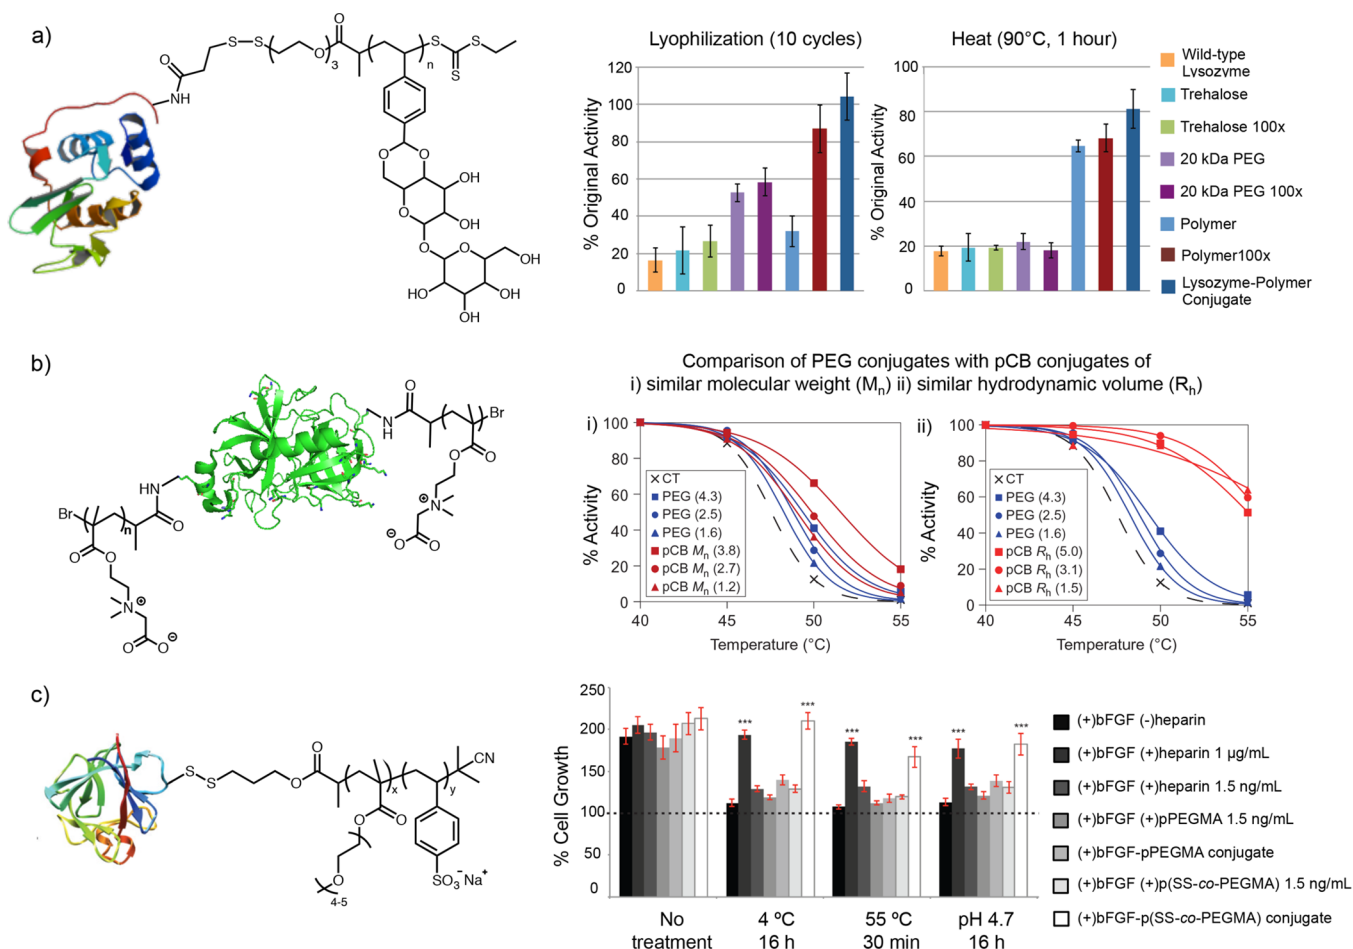 a)
S
S
O
3
O
O
NH
n
S
S
S
O
O
O
OH
OH
O
O
OH
OH
OH
HO
OH
Lyophilization (10 cycles)
% Original Activity
120
100
80
60
40
20
0
Heat (90°C, 1 hour)
% Original Activity
100
80
60
40
20
0
Wild-type
Lysozyme
Trehalose
Trehalose 100x
20 kDa PEG
20 kDa PEG 100x
Polymer
Polymer100x
Lysozyme-Polymer
Conjugate
b)
Br
n
O
O
HN
O
N
⊕
O
O
⊖
N
H
O
n
Br
O
O
⊕
N
⊖
O
O
Comparison of PEG conjugates with pCB conjugates of
i) similar molecular weight (Mn) ii) similar hydrodynamic volume (Rh)
i)
% Activity
100
80
60
40
20
0
CT
PEG (4.3)
PEG (2.5)
PEG (1.6)
pCB Mn (3.8)
pCB Mn (2.7)
pCB Mn (1.2)
40 45 50 55
Temperature (°C)
ii)
% Activity
100
80
60
40
20
0
CT
PEG (4.3)
PEG (2.5)
PEG (1.6)
pCB Rh (5.0)
pCB Rh (3.1)
pCB Rh (1.5)
40 45 50 55
Temperature (°C)
c)
S
S
O
O
x
y
CN
O
O
O
4-5
SO3⁻Na⁺
% Cell Growth
250
200
150
100
50
0
***
***
***
***
***
***
No
treatment
4 ºC
16 h
55 ºC
30 min
pH 4.7
16 h
(+)bFGF (-)heparin
(+)bFGF (+)heparin 1 µg/mL
(+)bFGF (+)heparin 1.5 ng/mL
(+)bFGF (+)pPEGMA 1.5 ng/mL
(+)bFGF-pPEGMA conjugate
(+)bFGF (+)p(SS-co-PEGMA) 1.5 ng/mL
(+)bFGF-p(SS-co-PEGMA) conjugate